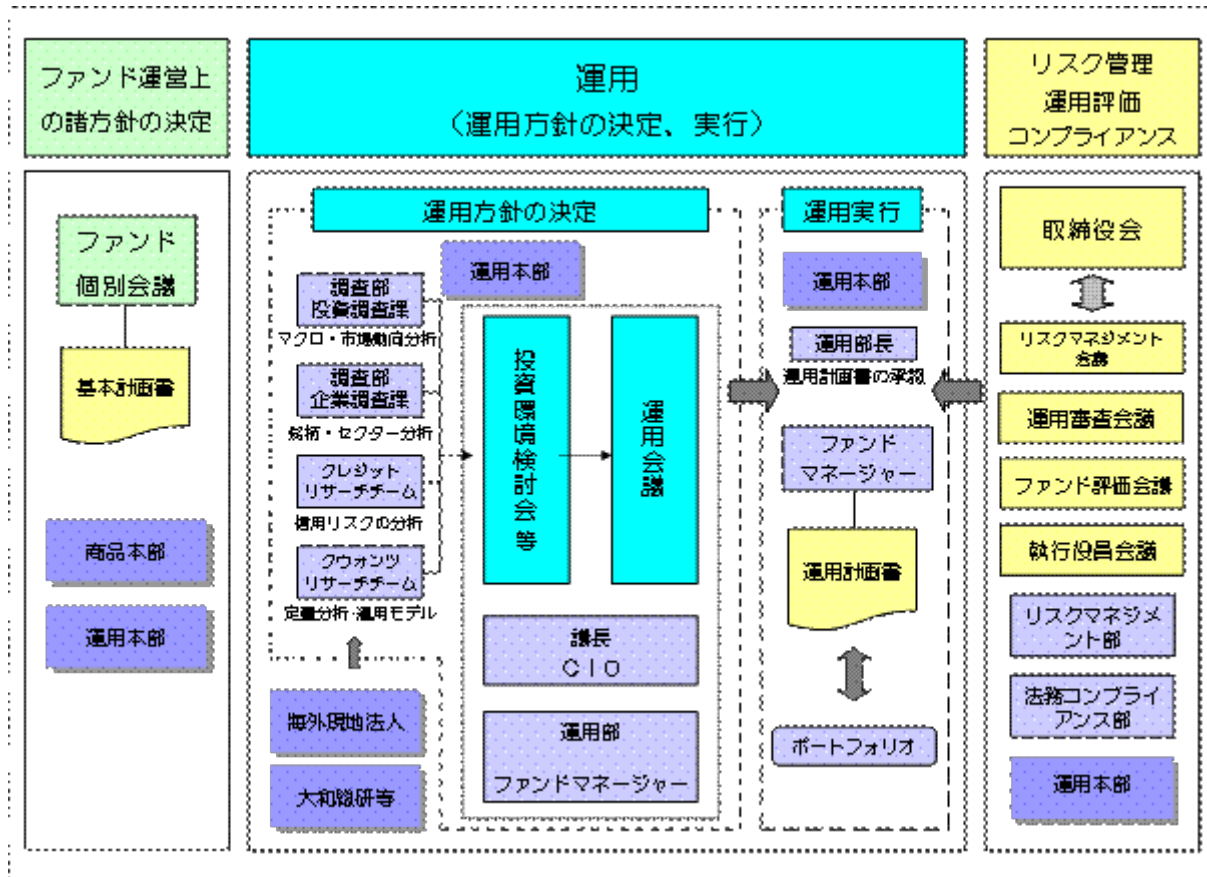 ファンド運営上
の諸方針の決定
運用
(運用方針の決定、実行)
リスク管理
運用評価
コンプライアンス
ファンド
個別会議
基本計画書
商品本部
運用本部
運用方針の決定
運用本部
調査部
投資調査課
マクロ・市場動向分析
調査部
企業調査課
銘柄・セクター分析
クレジット
リサーチチーム
信用リスクの分析
クウォンツ
リサーチチーム
定量分析・運用モデル
海外現地法人
大和総研等
投資環境検討会等
運用会議
議長
CIO
運用部
ファンドマネージャー
運用実行
運用本部
運用部長
運用計画書の承認
ファンド
マネージャー
運用計画書
ポートフォリオ
取締役会
リスクマネジメント
会議
運用審査会議
ファンド評価会議
執行役員会議
リスクマネジメ
ント部
法務コンプライ
アンス部
運用本部